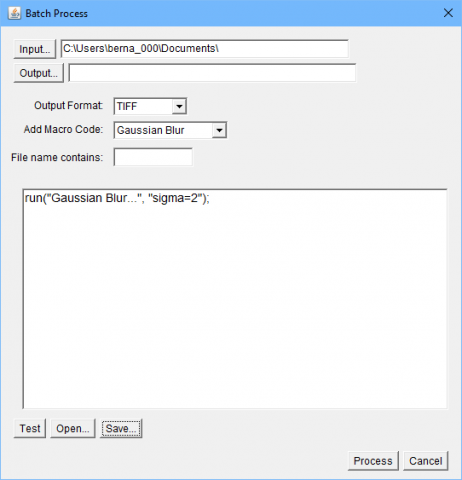 Batch Process
Input... C:\Users\berna_000\Documents\
Output...
Output Format: TIFF
Add Macro Code: Gaussian Blur
File name contains:
run("Gaussian Blur...", "sigma=2");
Test Open... Save...
Process Cancel